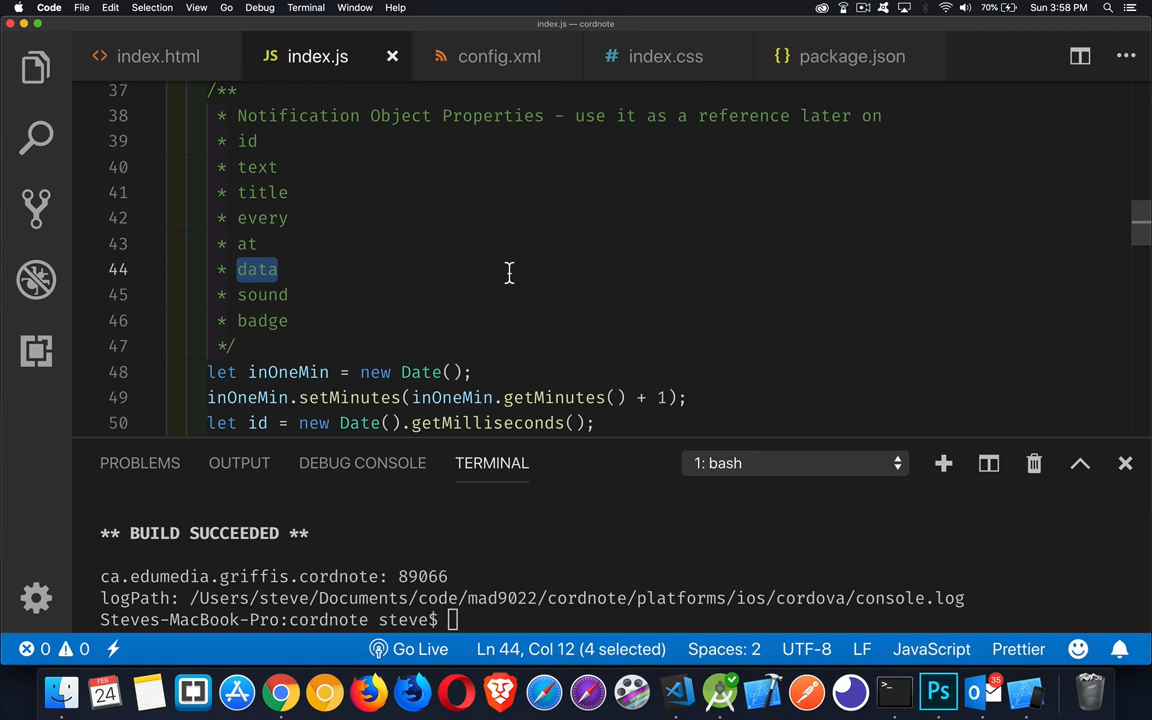 Code File Edit Selection View Go Debug Terminal Window Help 70% Sun 3:58 PM
index.js — cordnote
<> index.html JS index.js config.xml # index.css {} package.json
37 /**
38 * Notification Object Properties - use it as a reference later on
39 * id
40 * text
41 * title
42 * every
43 * at
44 * data
45 * sound
46 * badge
47 */
48 let inOneMin = new Date();
49 inOneMin.setMinutes(inOneMin.getMinutes() + 1);
50 let id = new Date().getMilliseconds();
PROBLEMS OUTPUT DEBUG CONSOLE TERMINAL 1: bash
** BUILD SUCCEEDED **
ca.edumedia.griffis.cordnote: 89066
logPath: /Users/steve/Documents/code/mad9022/cordnote/platforms/ios/cordova/console.log
Steves-MacBook-Pro:cordnote steve$
0 0 Go Live Ln 44, Col 12 (4 selected) Spaces: 2 UTF-8 LF JavaScript Prettier
FEB 24 >_ Ps 35